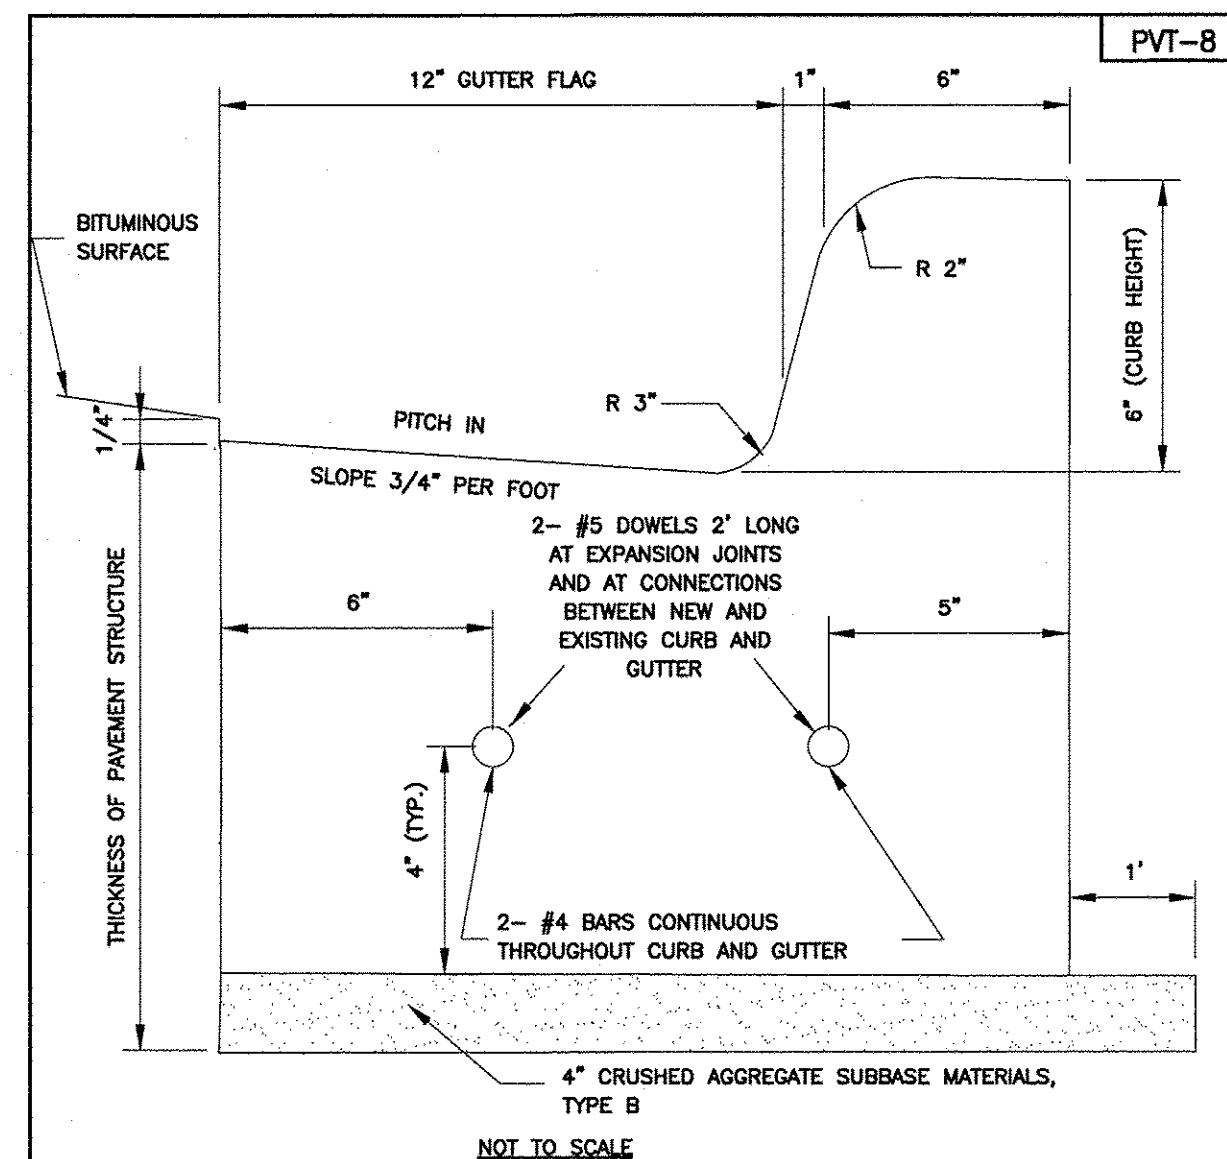 PVT-8
12" GUTTER FLAG
1"
6"
BITUMINOUS
SURFACE
R 2"
6" (CURB HEIGHT)
R 3"
1/4"
PITCH IN
SLOPE 3/4" PER FOOT
2- #5 DOWELS 2' LONG
AT EXPANSION JOINTS
AND AT CONNECTIONS
BETWEEN NEW AND
EXISTING CURB AND
GUTTER
6"
5"
THICKNESS OF PAVEMENT STRUCTURE
4" (TYP.)
1'
2- #4 BARS CONTINUOUS
THROUGHOUT CURB AND GUTTER
4" CRUSHED AGGREGATE SUBBASE MATERIALS,
TYPE B
NOT TO SCALE